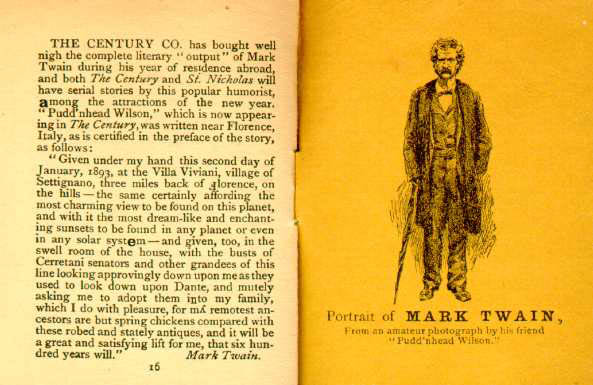 THE CENTURY CO. has bought well
nigh the complete literary “output” of Mark
Twain during his year of residence abroad,
and both The Century and St. Nicholas will
have serial stories by this popular humorist,
among the attractions of the new year.
“Pudd'nhead Wilson,” which is now appear-
ing in The Century, was written near Florence,
Italy, as is certified in the preface of the story,
as follows:
“Given under my hand this second day of
January, 1893, at the Villa Viviani, village of
Settignano, three miles back of Florence, on
the hills — the same certainly affording the
most charming view to be found on this planet,
and with it the most dream-like and enchant-
ing sunsets to be found in any planet or even
in any solar system — and given, too, in the
swell room of the house, with the busts of
Cerretani senators and other grandees of this
line looking approvingly down upon me as they
used to look down upon Dante, and mutely
asking me to adopt them into my family,
which I do with pleasure, for my remotest an-
cestors are but spring chickens compared with
these robed and stately antiques, and it will be
a great and satisfying lift for me, that six hun-
dred years will.” Mark Twain.
16
Portrait of MARK TWAIN,
From an amateur photograph by his friend
“Pudd'nhead Wilson.”